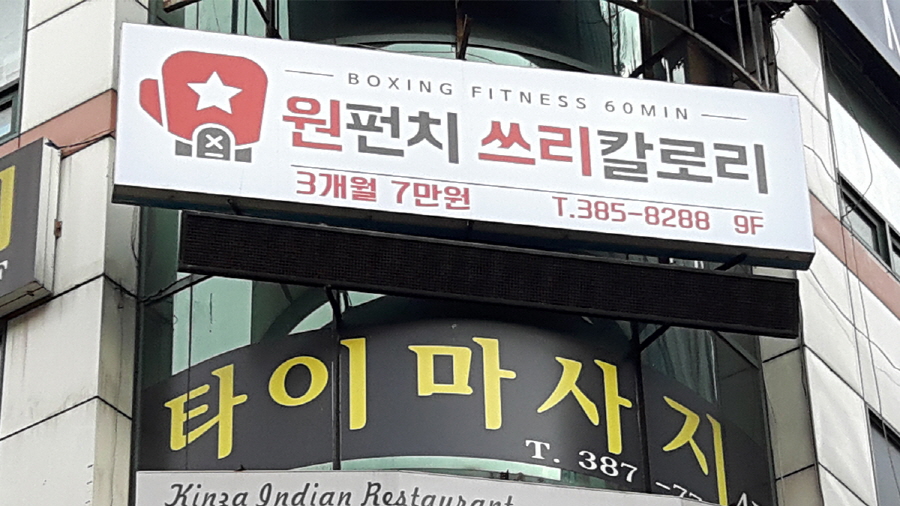 BOXING FITNESS 60MIN
원펀치 쓰리칼로리
3개월 7만원 T.385-8288 9F
타이마사지
T. 387
Kinza Indian Restaurant